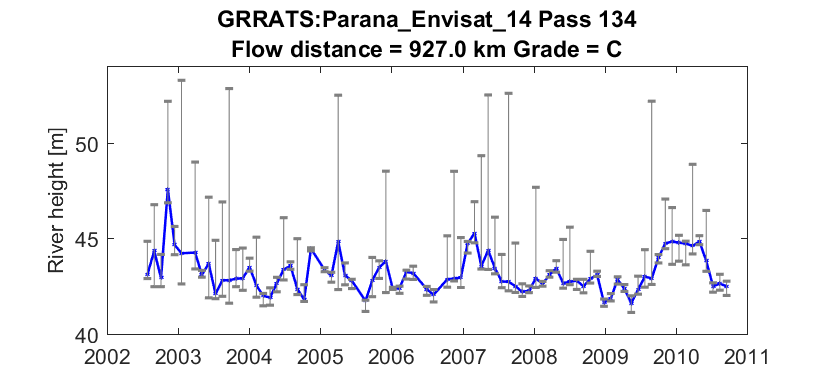 GRRATS:Parana_Envisat_14 Pass 134
Flow distance = 927.0 km Grade = C
River height [m]
50
45
40
2002 2003 2004 2005 2006 2007 2008 2009 2010 2011